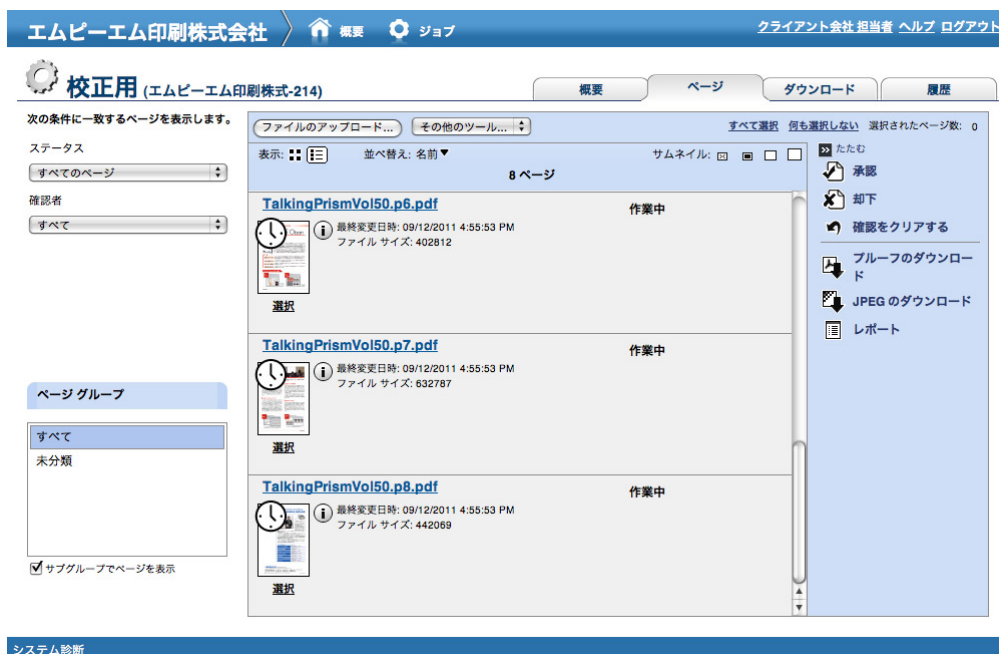 エムピーエム印刷株式会社 概要 ジョブ クライアント会社 担当者 ヘルプ ログアウト
校正用 (エムピーエム印刷株式-214)
概要 ページ ダウンロード 履歴
次の条件に一致するページを表示します。
ステータス
すべてのページ
確認者
すべて
ページ グループ
すべて
未分類
サブグループでページを表示
ファイルのアップロード... その他のツール... すべて選択 何も選択しない 選択されたページ数: 0
表示: 並べ替え: 名前▼ サムネイル:
8 ページ
TalkingPrismVol50.p6.pdf 作業中
最終変更日時: 09/12/2011 4:55:53 PM
ファイル サイズ: 402812
選択
TalkingPrismVol50.p7.pdf 作業中
最終変更日時: 09/12/2011 4:55:53 PM
ファイル サイズ: 632787
選択
TalkingPrismVol50.p8.pdf 作業中
最終変更日時: 09/12/2011 4:55:53 PM
ファイル サイズ: 442069
選択
たたむ
承認
却下
確認をクリアする
プルーフのダウンロー
ド
JPEG のダウンロード
レポート
システム診断